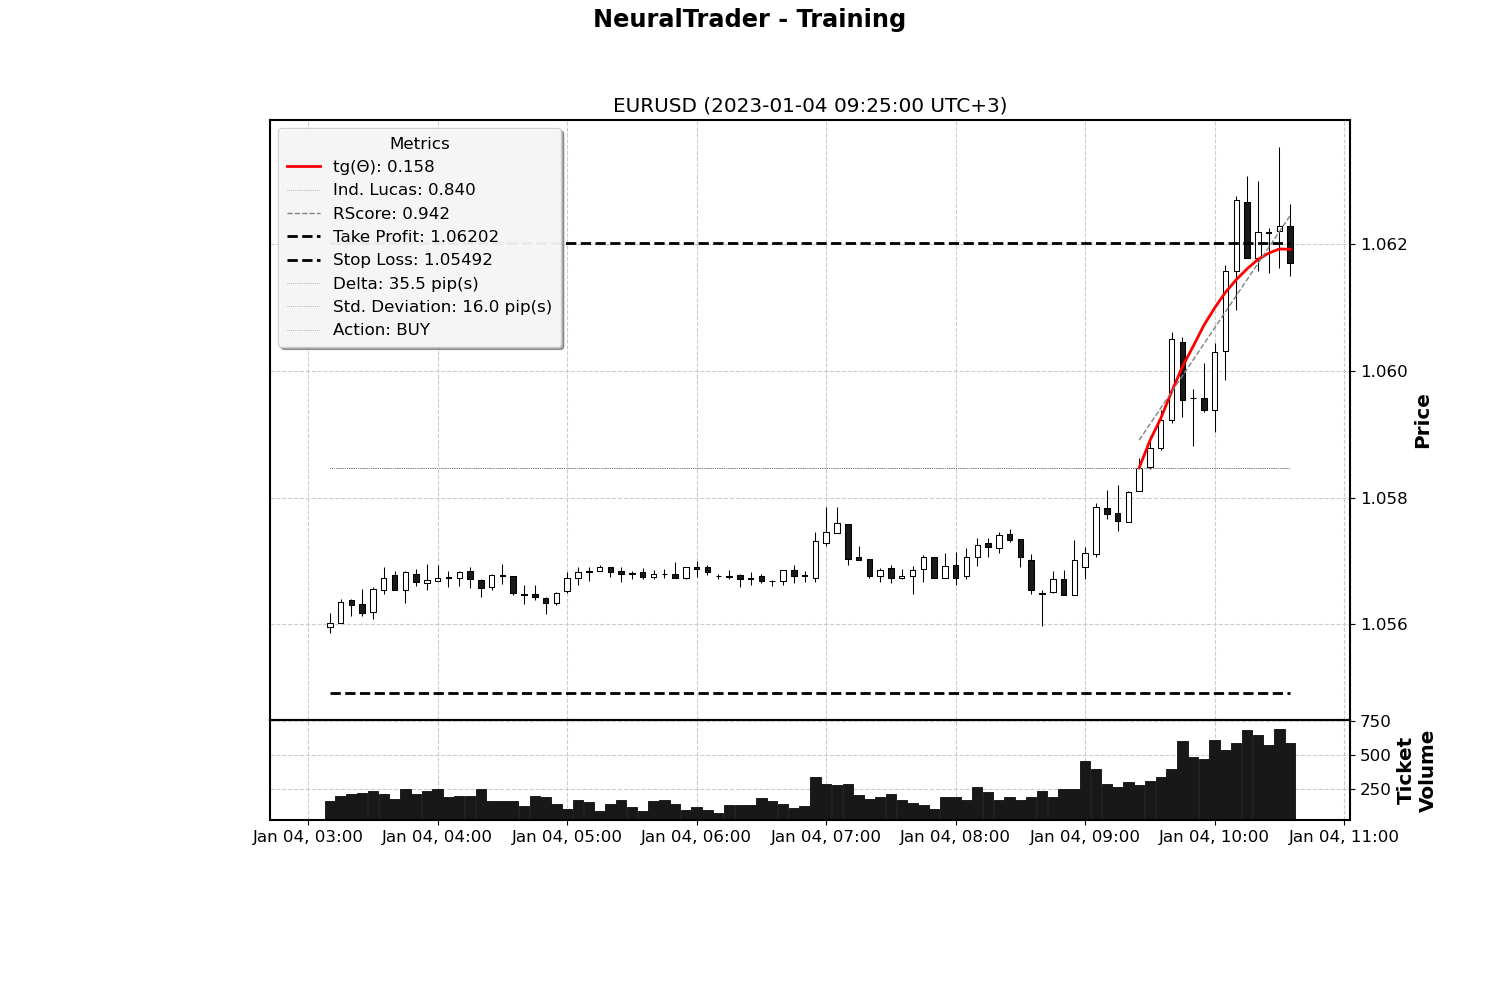 NeuralTrader - Training
EURUSD (2023-01-04 09:25:00 UTC+3)
Metrics
tg(Θ): 0.158
Ind. Lucas: 0.840
RScore: 0.942
Take Profit: 1.06202
Stop Loss: 1.05492
Delta: 35.5 pip(s)
Std. Deviation: 16.0 pip(s)
Action: BUY
1.062
1.060
1.058
1.056
Price
750
500
250
Ticket
Volume
Jan 04, 03:00 Jan 04, 04:00 Jan 04, 05:00 Jan 04, 06:00 Jan 04, 07:00 Jan 04, 08:00 Jan 04, 09:00 Jan 04, 10:00 Jan 04, 11:00